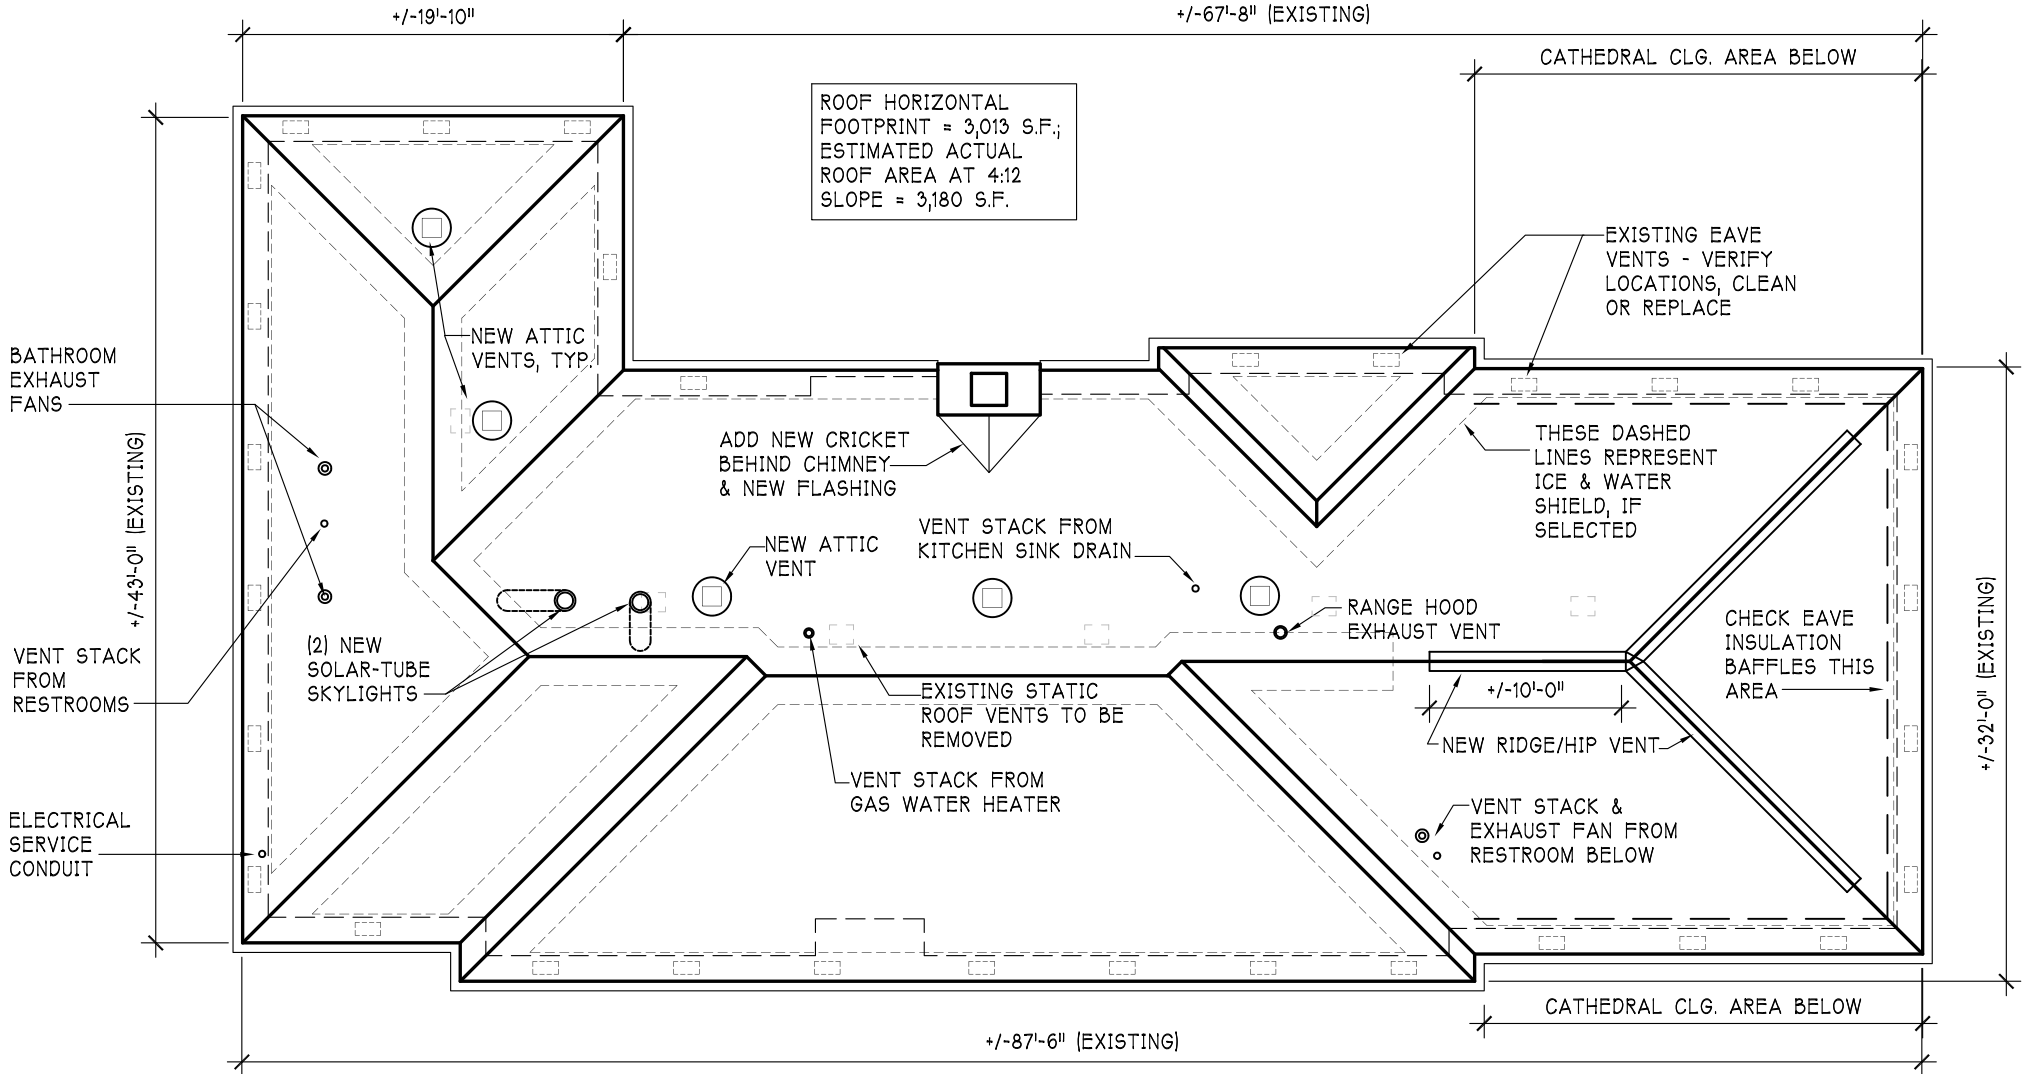 +/-19'-10"
+/-67'-8" (EXISTING)
CATHEDRAL CLG. AREA BELOW
ROOF HORIZONTAL
FOOTPRINT = 3,013 S.F.;
ESTIMATED ACTUAL
ROOF AREA AT 4:12
SLOPE = 3,180 S.F.
EXISTING EAVE
VENTS - VERIFY
LOCATIONS, CLEAN
OR REPLACE
NEW ATTIC
VENTS, TYP.
BATHROOM
EXHAUST
FANS
+/-43'-0" (EXISTING)
ADD NEW CRICKET
BEHIND CHIMNEY
& NEW FLASHING
THESE DASHED
LINES REPRESENT
ICE & WATER
SHIELD, IF
SELECTED
VENT STACK FROM
KITCHEN SINK DRAIN
NEW ATTIC
VENT
RANGE HOOD
EXHAUST VENT
CHECK EAVE
INSULATION
BAFFLES THIS
AREA
+/-32'-0" (EXISTING)
VENT STACK
FROM
RESTROOMS
(2) NEW
SOLAR-TUBE
SKYLIGHTS
EXISTING STATIC
ROOF VENTS TO BE
REMOVED
+/-10'-0"
NEW RIDGE/HIP VENT
VENT STACK FROM
GAS WATER HEATER
VENT STACK &
EXHAUST FAN FROM
RESTROOM BELOW
ELECTRICAL
SERVICE
CONDUIT
CATHEDRAL CLG. AREA BELOW
+/-87'-6" (EXISTING)